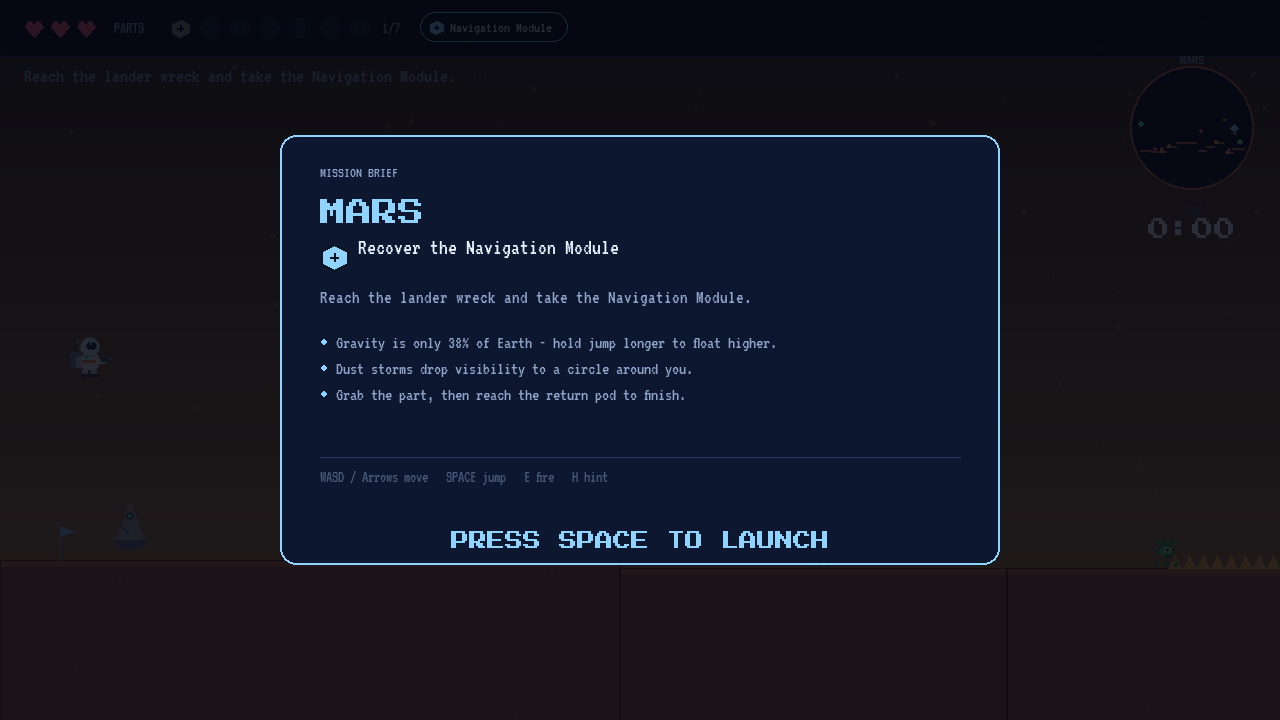 PARTS 1/7 Navigation Module
Reach the lander wreck and take the Navigation Module.
MARS
0:00
MISSION BRIEF
MARS
Recover the Navigation Module
Reach the lander wreck and take the Navigation Module.
Gravity is only 38% of Earth - hold jump longer to float higher.
Dust storms drop visibility to a circle around you.
Grab the part, then reach the return pod to finish.
WASD / Arrows move SPACE jump E fire H hint
PRESS SPACE TO LAUNCH